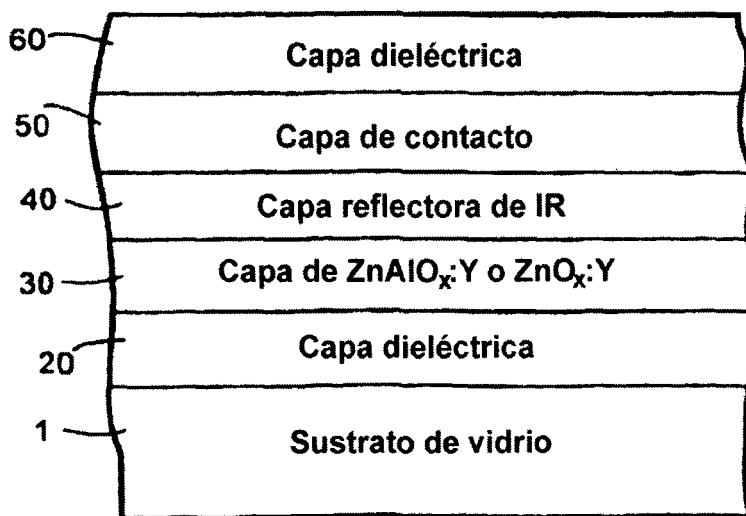 60 Capa dieléctrica
50 Capa de contacto
40 Capa reflectora de IR
30 Capa de ZnAlOₓ:Y o ZnOₓ:Y
20 Capa dieléctrica
1 Sustrato de vidrio